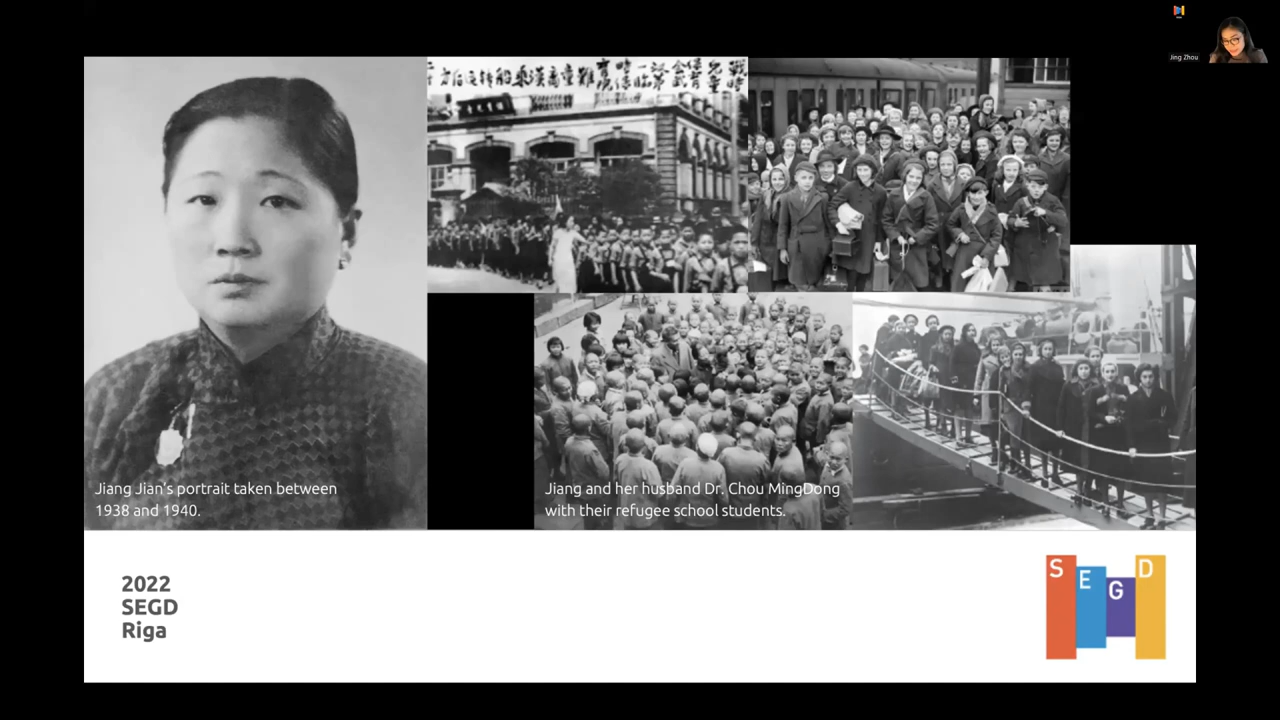 Jing Zhou
Jiang Jian's portrait taken between
1938 and 1940.
Jiang and her husband Dr. Chou MingDong
with their refugee school students.
2022
SEGD
Riga
S E G D